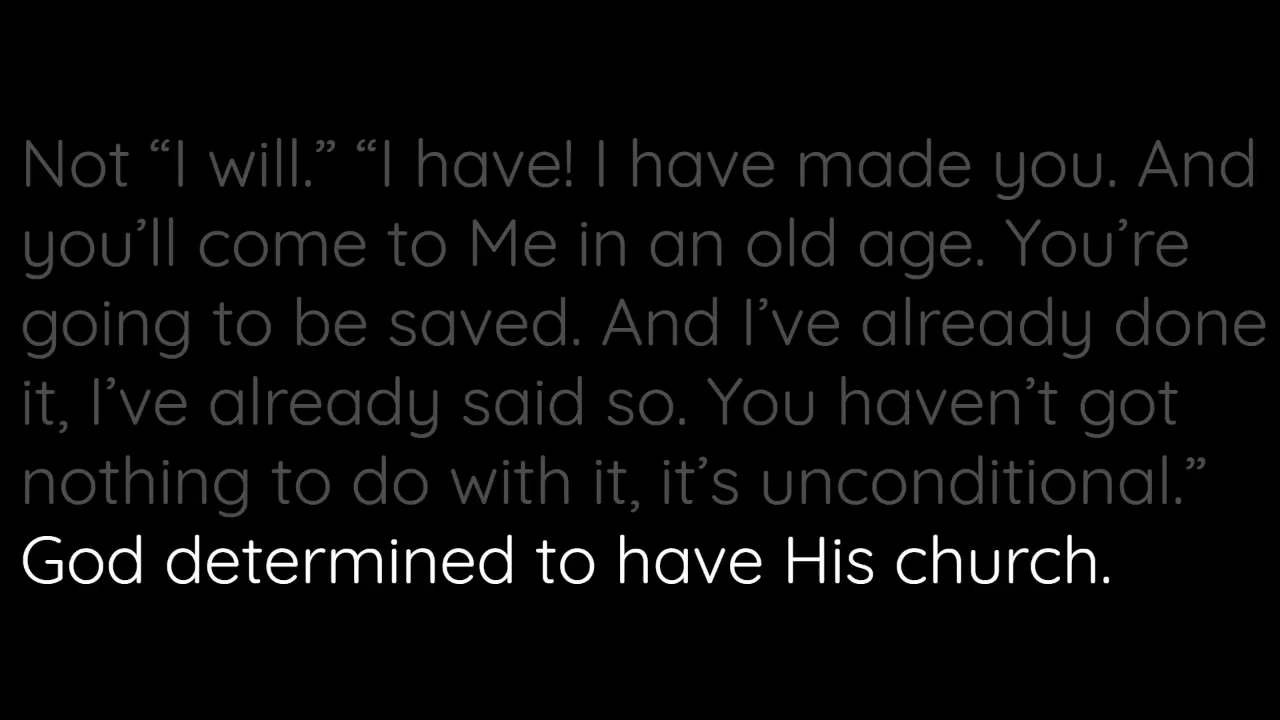 Not “I will.” “I have! I have made you. And
you’ll come to Me in an old age. You’re
going to be saved. And I’ve already done
it, I’ve already said so. You haven’t got
nothing to do with it, it’s unconditional.”
God determined to have His church.